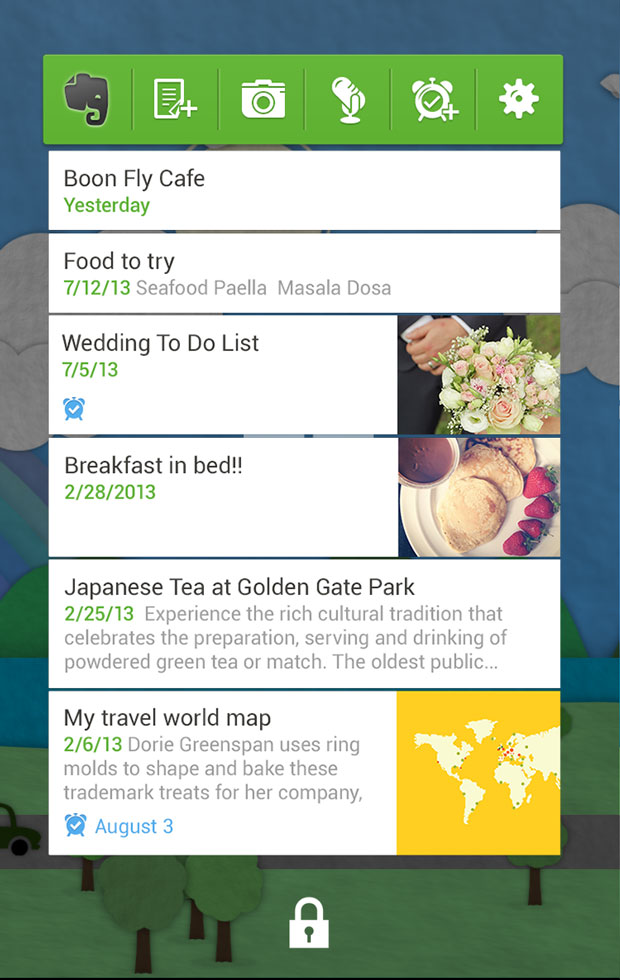 Boon Fly Cafe
Yesterday
Food to try
7/12/13 Seafood Paella Masala Dosa
Wedding To Do List
7/5/13
Breakfast in bed!!
2/28/2013
Japanese Tea at Golden Gate Park
2/25/13 Experience the rich cultural tradition that
celebrates the preparation, serving and drinking of
powdered green tea or match. The oldest public...
My travel world map
2/6/13 Dorie Greenspan uses ring
molds to shape and bake these
trademark treats for her company,
August 3